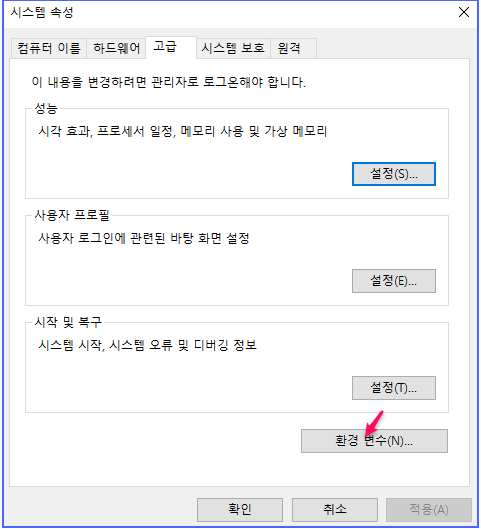 시스템 속성
컴퓨터 이름 하드웨어 고급 시스템 보호 원격
이 내용을 변경하려면 관리자로 로그온해야 합니다.
성능
시각 효과, 프로세서 일정, 메모리 사용 및 가상 메모리
설정(S)...
사용자 프로필
사용자 로그인에 관련된 바탕 화면 설정
설정(E)...
시작 및 복구
시스템 시작, 시스템 오류 및 디버깅 정보
설정(T)...
환경 변수(N)...
확인 취소 적용(A)